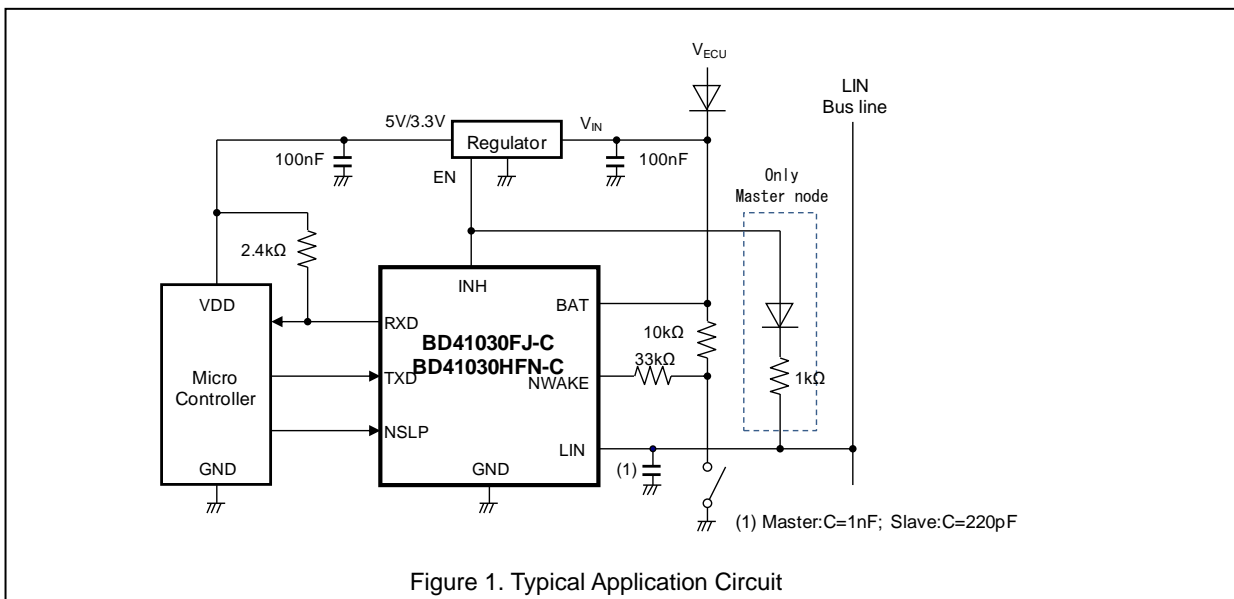 V_ECU
LIN
Bus line
5V/3.3V
Regulator
V_IN
100nF
100nF
EN
Only
Master node
2.4kΩ
INH
VDD
BAT
RXD
BD41030FJ-C
BD41030HFN-C
10kΩ
33kΩ
TXD
NWAKE
1kΩ
Micro
Controller
NSLP
LIN
GND
GND
(1)
(1) Master:C=1nF; Slave:C=220pF
Figure 1. Typical Application Circuit